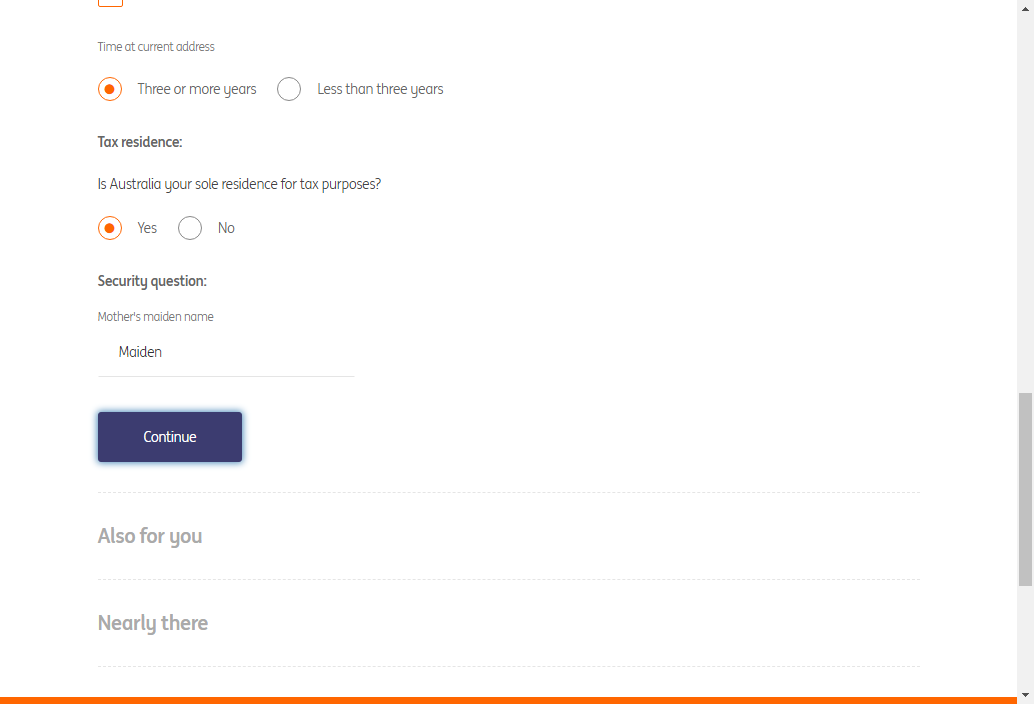 Time at current address
Three or more years Less than three years
Tax residence:
Is Australia your sole residence for tax purposes?
Yes No
Security question:
Mother's maiden name
Maiden
Continue
Also for you
Nearly there